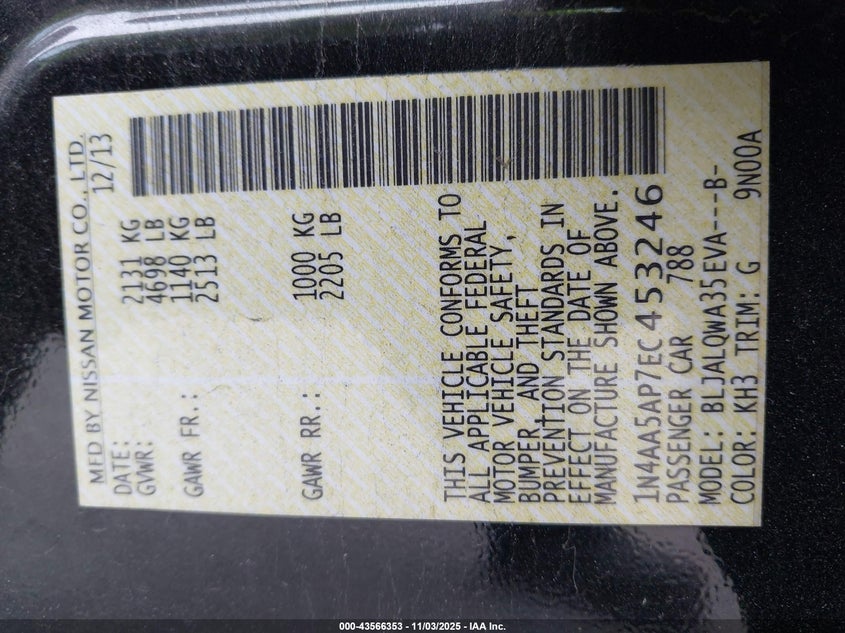 MFD BY NISSAN MOTOR CO., LTD.
DATE: 12/13
GVWR: 2131 KG
4698 LB
GAWR FR.: 1140 KG
2513 LB
GAWR RR.: 1000 KG
2205 LB
THIS VEHICLE CONFORMS TO
ALL APPLICABLE FEDERAL
MOTOR VEHICLE SAFETY,
BUMPER, AND THEFT
PREVENTION STANDARDS IN
EFFECT ON THE DATE OF
MANUFACTURE SHOWN ABOVE.
1N4AA5AP7EC453246
PASSENGER CAR 788
MODEL: BLJALQWA35EVA---B-
COLOR: KH3 TRIM: G 9N00A
000-43566353 - 11/03/2025 - IAA Inc.